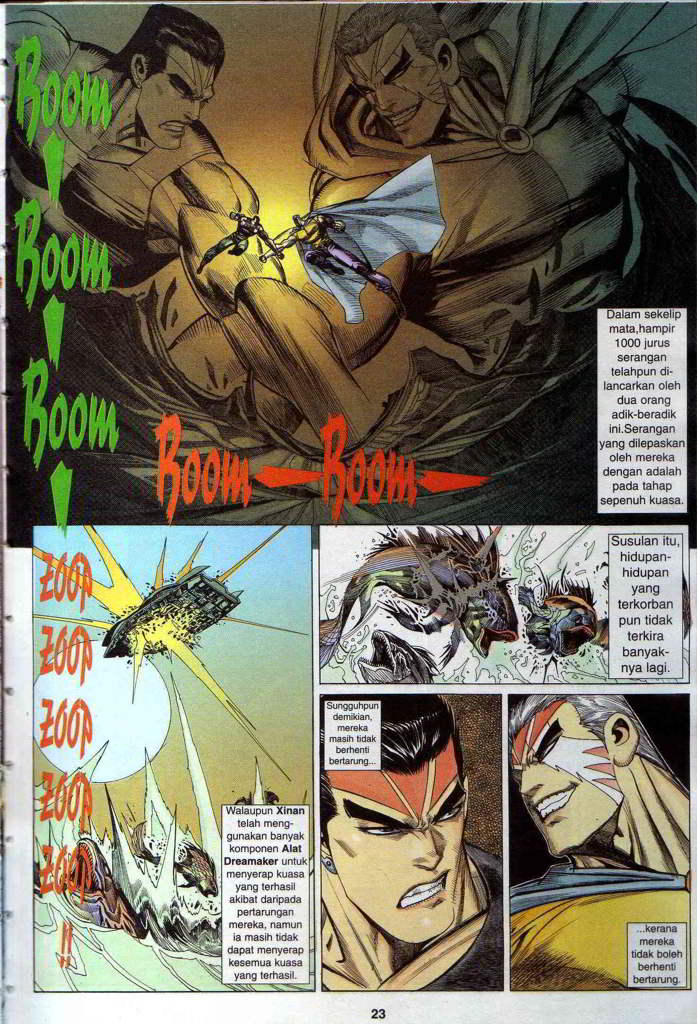 Boom
!
Boom
!
Boom
!
Boom—Boom—
Dalam sekelip
mata,hampir
1000 jurus
serangan
telahpun di-
lancarkan oleh
dua orang
adik-beradik
ini.Serangan
yang dilepaskan
oleh mereka
dengan adalah
pada tahap
sepenuh kuasa.
ZOOP
ZOOP
ZOOP
ZOOP
ZOOP
!!
Walaupun Xinan
telah meng-
gunakan banyak
komponen Alat
Dreamaker untuk
menyerap kuasa
yang terhasil
akibat daripada
pertarungan
mereka, namun
ia masih tidak
dapat menyerap
kesemua kuasa
yang terhasil.
Susulan itu,
hidupan-
hidupan
yang
terkorban
pun tidak
terkira
banyak-
nya lagi.
Sungguhpun
demikian,
mereka
masih tidak
berhenti
bertarung...
...kerana
mereka
tidak boleh
berhenti
bertarung.
23